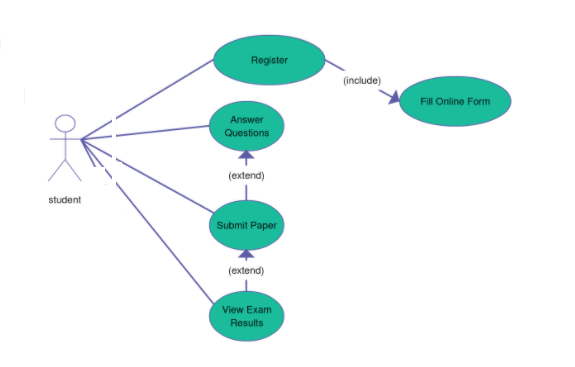 Register
(include)
Fill Online Form
Answer
Questions
(extend)
student
Submit Paper
(extend)
View Exam
Results